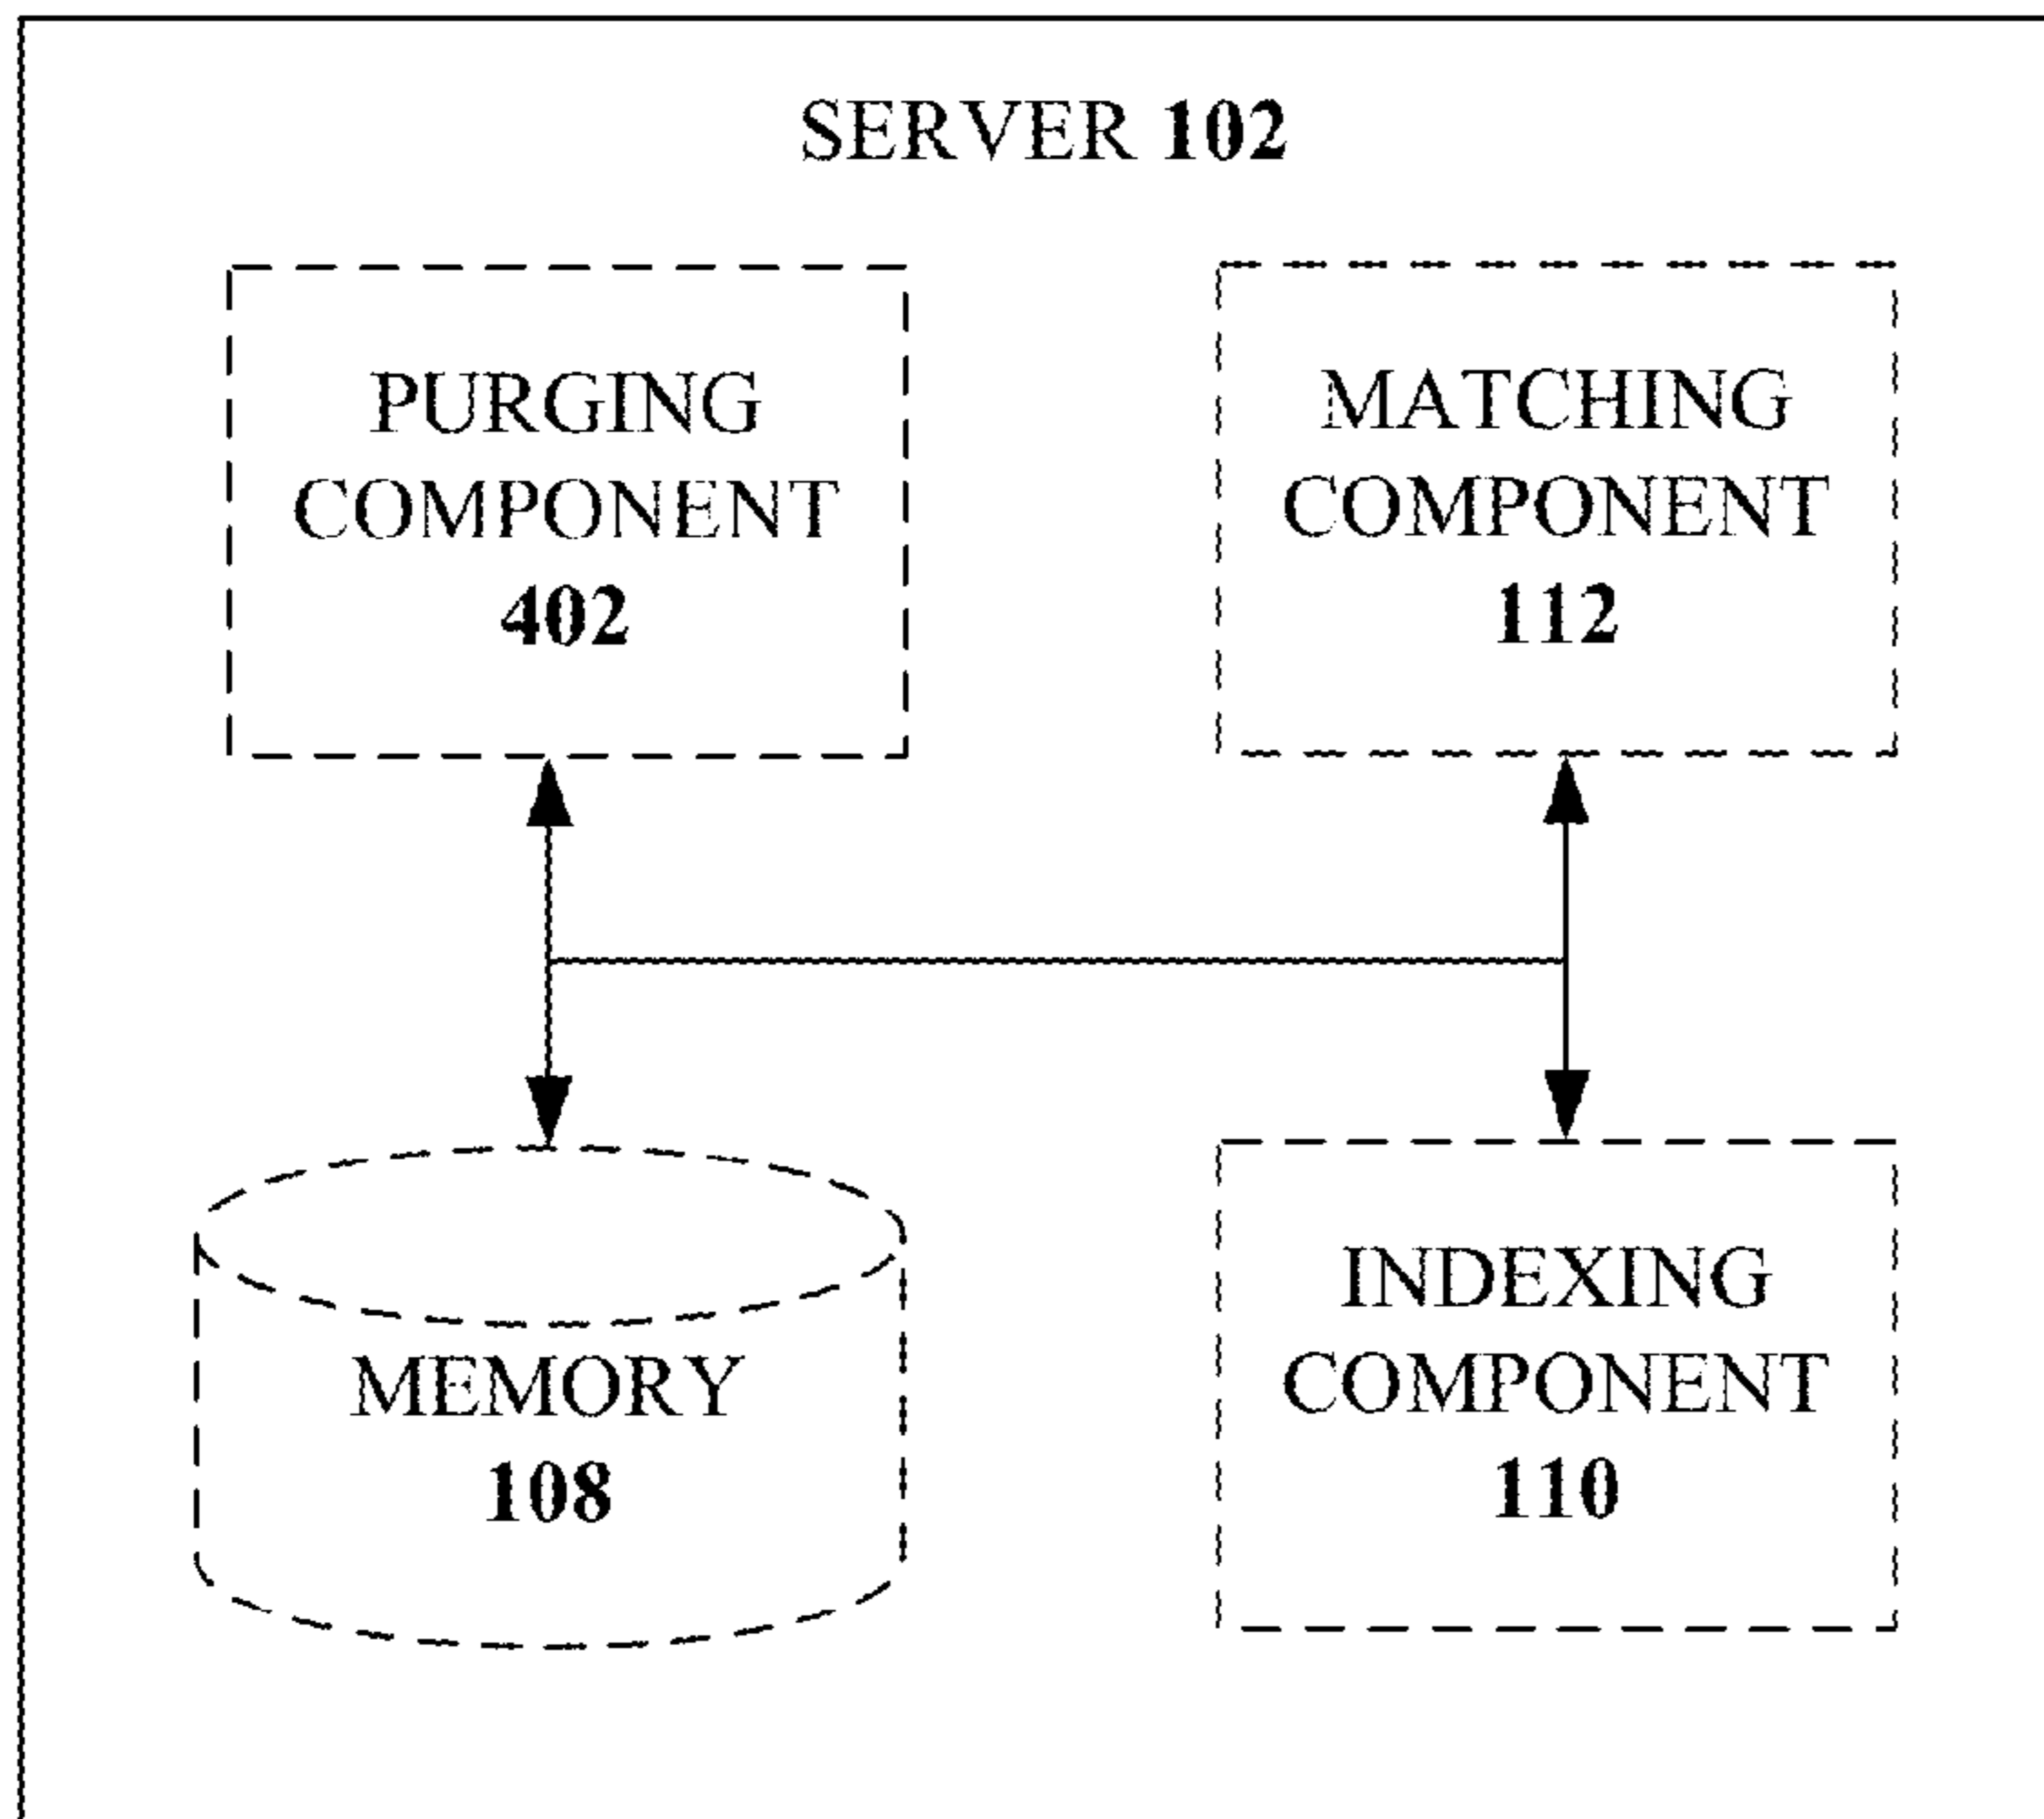 SERVER 102
PURGING
COMPONENT
402
MATCHING
COMPONENT
112
MEMORY
108
INDEXING
COMPONENT
110